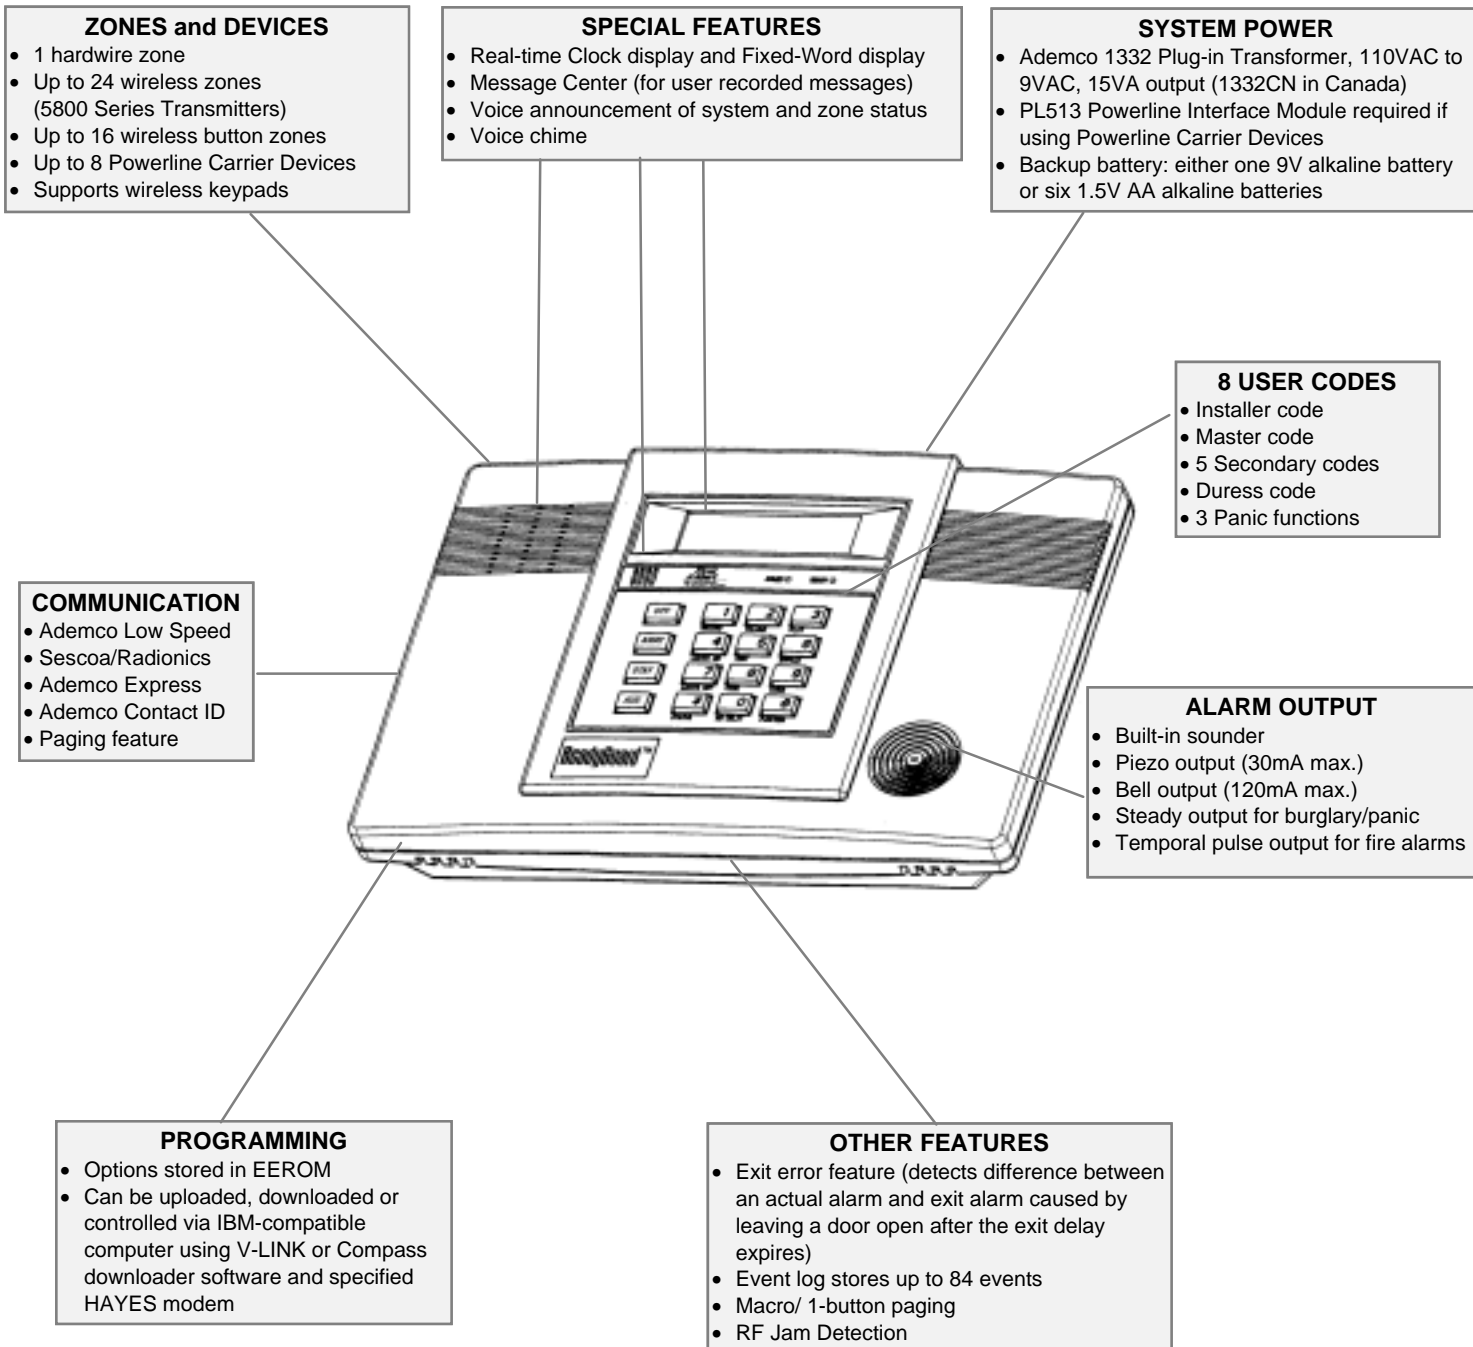 ZONES and DEVICES
• 1 hardwire zone
• Up to 24 wireless zones
(5800 Series Transmitters)
• Up to 16 wireless button zones
• Up to 8 Powerline Carrier Devices
• Supports wireless keypads
SPECIAL FEATURES
• Real-time Clock display and Fixed-Word display
• Message Center (for user recorded messages)
• Voice announcement of system and zone status
• Voice chime
SYSTEM POWER
• Ademco 1332 Plug-in Transformer, 110VAC to
9VAC, 15VA output (1332CN in Canada)
• PL513 Powerline Interface Module required if
using Powerline Carrier Devices
• Backup battery: either one 9V alkaline battery
or six 1.5V AA alkaline batteries
8 USER CODES
• Installer code
• Master code
• 5 Secondary codes
• Duress code
• 3 Panic functions
COMMUNICATION
• Ademco Low Speed
• Sescoa/Radionics
• Ademco Express
• Ademco Contact ID
• Paging feature
OFF 1 2 3
4
7
0
ReadyGuard™
ALARM OUTPUT
• Built-in sounder
• Piezo output (30mA max.)
• Bell output (120mA max.)
• Steady output for burglary/panic
• Temporal pulse output for fire alarms
PROGRAMMING
• Options stored in EEROM
• Can be uploaded, downloaded or
controlled via IBM-compatible
computer using V-LINK or Compass
downloader software and specified
HAYES modem
OTHER FEATURES
• Exit error feature (detects difference between
an actual alarm and exit alarm caused by
leaving a door open after the exit delay
expires)
• Event log stores up to 84 events
• Macro/ 1-button paging
• RF Jam Detection